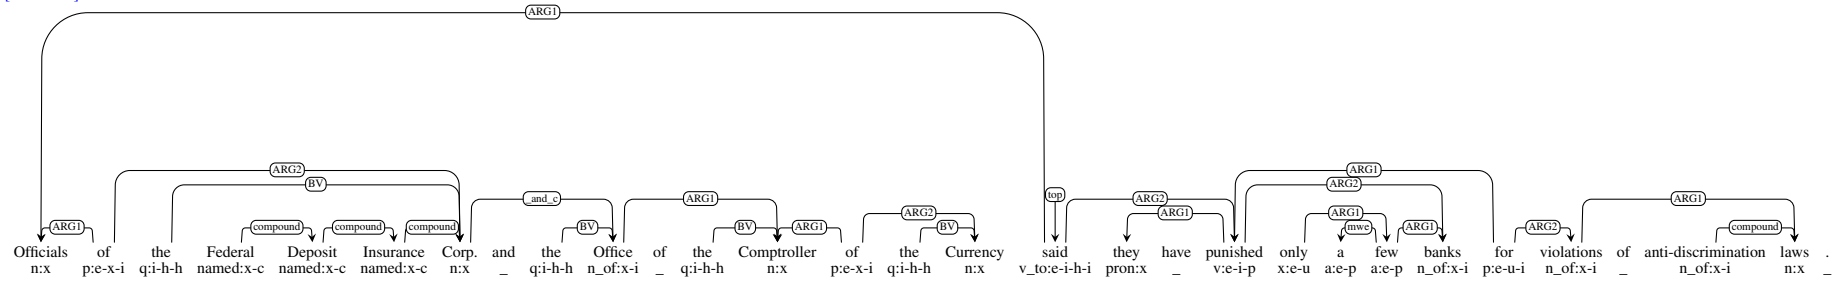 ARG1
ARG2 ARG1
BV ARG2
_and_c ARG1 top ARG2 ARG1
ARG2 ARG1 ARG1
ARG1 compound compound compound BV BV ARG1 BV mwe ARG1 ARG2 compound
Officials of the Federal Deposit Insurance Corp. and the Office of the Comptroller of the Currency said they have punished only a few banks for violations of anti-discrimination laws .
n:x p:e-x-i q:i-h-h named:x-c named:x-c named:x-c n:x _ q:i-h-h n_of:x-i _ q:i-h-h n:x p:e-x-i q:i-h-h n:x v_to:e-i-h-i pron:x _ v:e-i-p x:e-u a:e-p a:e-p n_of:x-i p:e-u-i n_of:x-i _ n_of:x-i n:x _